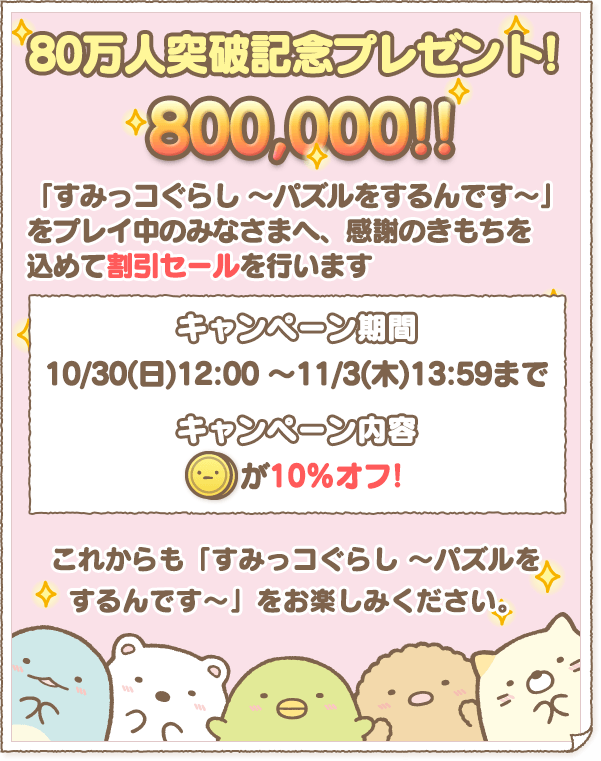 80万人突破記念プレゼント!
800,000!!
「すみっコぐらし ～パズルをするんです～」
をプレイ中のみなさまへ、感謝のきもちを
込めて割引セールを行います
キャンペーン期間
10/30(日)12:00 ～11/3(木)13:59まで
キャンペーン内容
が10%オフ!
これからも「すみっコぐらし ～パズルを
するんです～」をお楽しみください。